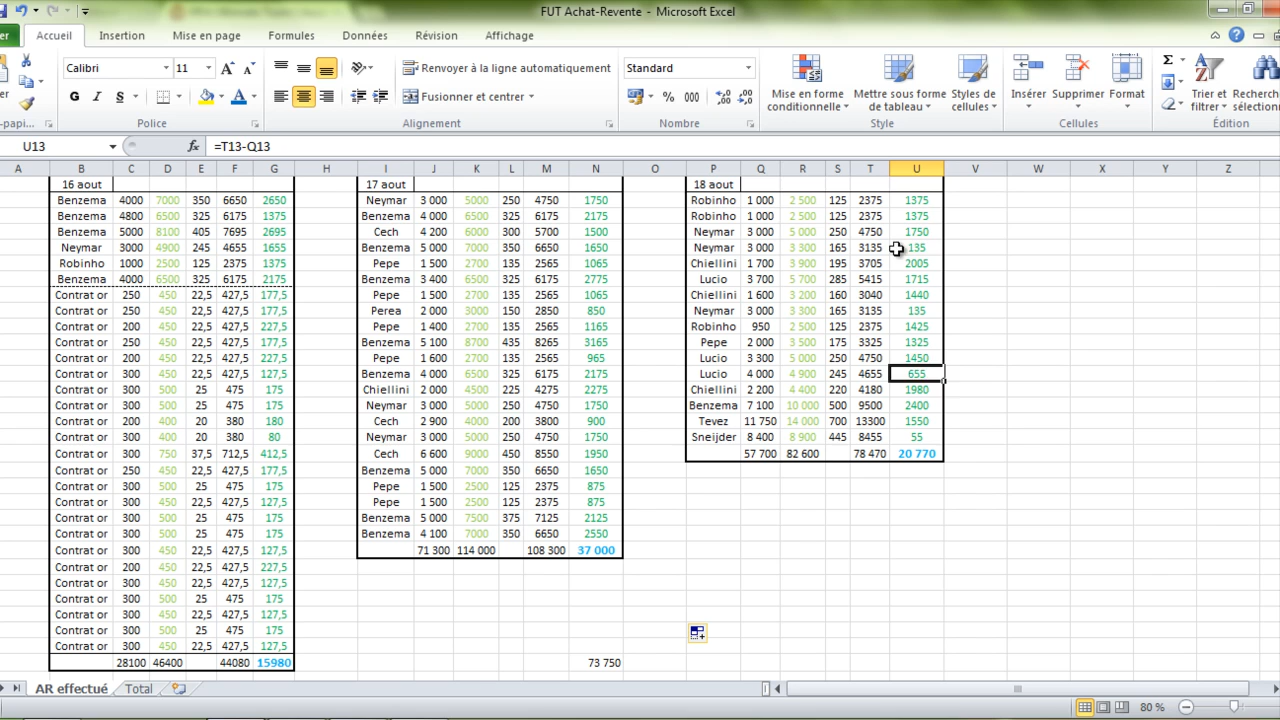 FUT Achat-Revente - Microsoft Excel
Accueil Insertion Mise en page Formules Données Révision Affichage
Calibri 11 Renvoyer à la ligne automatiquement Standard
G I S Fusionner et centrer % 000
Mise en forme conditionnelle Mettre sous forme de tableau Styles de cellules Insérer Supprimer Format Trier et filtrer
Police Alignement Nombre Style Cellules Édition
U13 fx =T13-Q13
A B C D E F G H I J K L M N O P Q R S T U V W X Y Z
16 aout 17 aout 18 aout
Benzema 4000 7000 350 6650 2650 Neymar 3 000 5000 250 4750 1750 Robinho 1 000 2 500 125 2375 1375
Benzema 4800 6500 325 6175 1375 Benzema 4 000 6500 325 6175 2175 Robinho 1 000 2 500 125 2375 1375
Benzema 5000 8100 405 7695 2695 Cech 4 200 6000 300 5700 1500 Neymar 3 000 5 000 250 4750 1750
Neymar 3000 4900 245 4655 1655 Benzema 5 000 7000 350 6650 1650 Neymar 3 000 3 300 165 3135 135
Robinho 1000 2500 125 2375 1375 Pepe 1 500 2700 135 2565 1065 Chiellini 1 700 3 900 195 3705 2005
Benzema 4000 6500 325 6175 2175 Benzema 3 400 6500 325 6175 2775 Lucio 3 700 5 700 285 5415 1715
Contrat or 250 450 22,5 427,5 177,5 Pepe 1 500 2700 135 2565 1065 Chiellini 1 600 3 200 160 3040 1440
Contrat or 250 450 22,5 427,5 177,5 Perea 2 000 3000 150 2850 850 Neymar 3 000 3 300 165 3135 135
Contrat or 200 450 22,5 427,5 227,5 Pepe 1 400 2700 135 2565 1165 Robinho 950 2 500 125 2375 1425
Contrat or 250 450 22,5 427,5 177,5 Benzema 5 100 8700 435 8265 3165 Pepe 2 000 3 500 175 3325 1325
Contrat or 200 450 22,5 427,5 227,5 Pepe 1 600 2700 135 2565 965 Lucio 3 300 5 000 250 4750 1450
Contrat or 300 500 25 475 175 Benzema 4 000 6500 325 6175 2175 Lucio 4 000 4 900 245 4655 655
Contrat or 300 500 25 475 175 Chiellini 2 000 4500 225 4275 2275 Chiellini 2 200 4 400 220 4180 1980
Contrat or 300 500 25 475 175 Neymar 3 000 5000 250 4750 1750 Benzema 7 100 10 000 500 9500 2400
Contrat or 200 400 20 380 180 Cech 2 900 4000 200 3800 900 Tevez 11 750 14 000 700 13300 1550
Contrat or 300 400 20 380 80 Neymar 3 000 5000 250 4750 1750 Sneijder 8 400 8 900 445 8455 55
Contrat or 300 750 37,5 712,5 412,5 Cech 6 600 9000 450 8550 1950 57 700 82 600 78 470 20 770
Contrat or 250 450 22,5 427,5 177,5 Benzema 5 000 7000 350 6650 1650
Contrat or 300 500 25 475 175 Pepe 1 500 2500 125 2375 875
Contrat or 300 450 22,5 427,5 127,5 Pepe 1 500 2500 125 2375 875
Contrat or 300 500 25 475 175 Benzema 5 000 7500 375 7125 2125
Contrat or 300 500 25 475 175 Benzema 4 100 7000 350 6650 2550
Contrat or 300 450 22,5 427,5 127,5 71 300 114 000 108 300 37 000
Contrat or 200 450 22,5 427,5 227,5
Contrat or 300 450 22,5 427,5 127,5
Contrat or 300 500 25 475 175
Contrat or 300 450 22,5 427,5 127,5
Contrat or 300 500 25 475 175
Contrat or 300 450 22,5 427,5 127,5
28100 46400 44080 15980 73 750
AR effectué Total
80 %